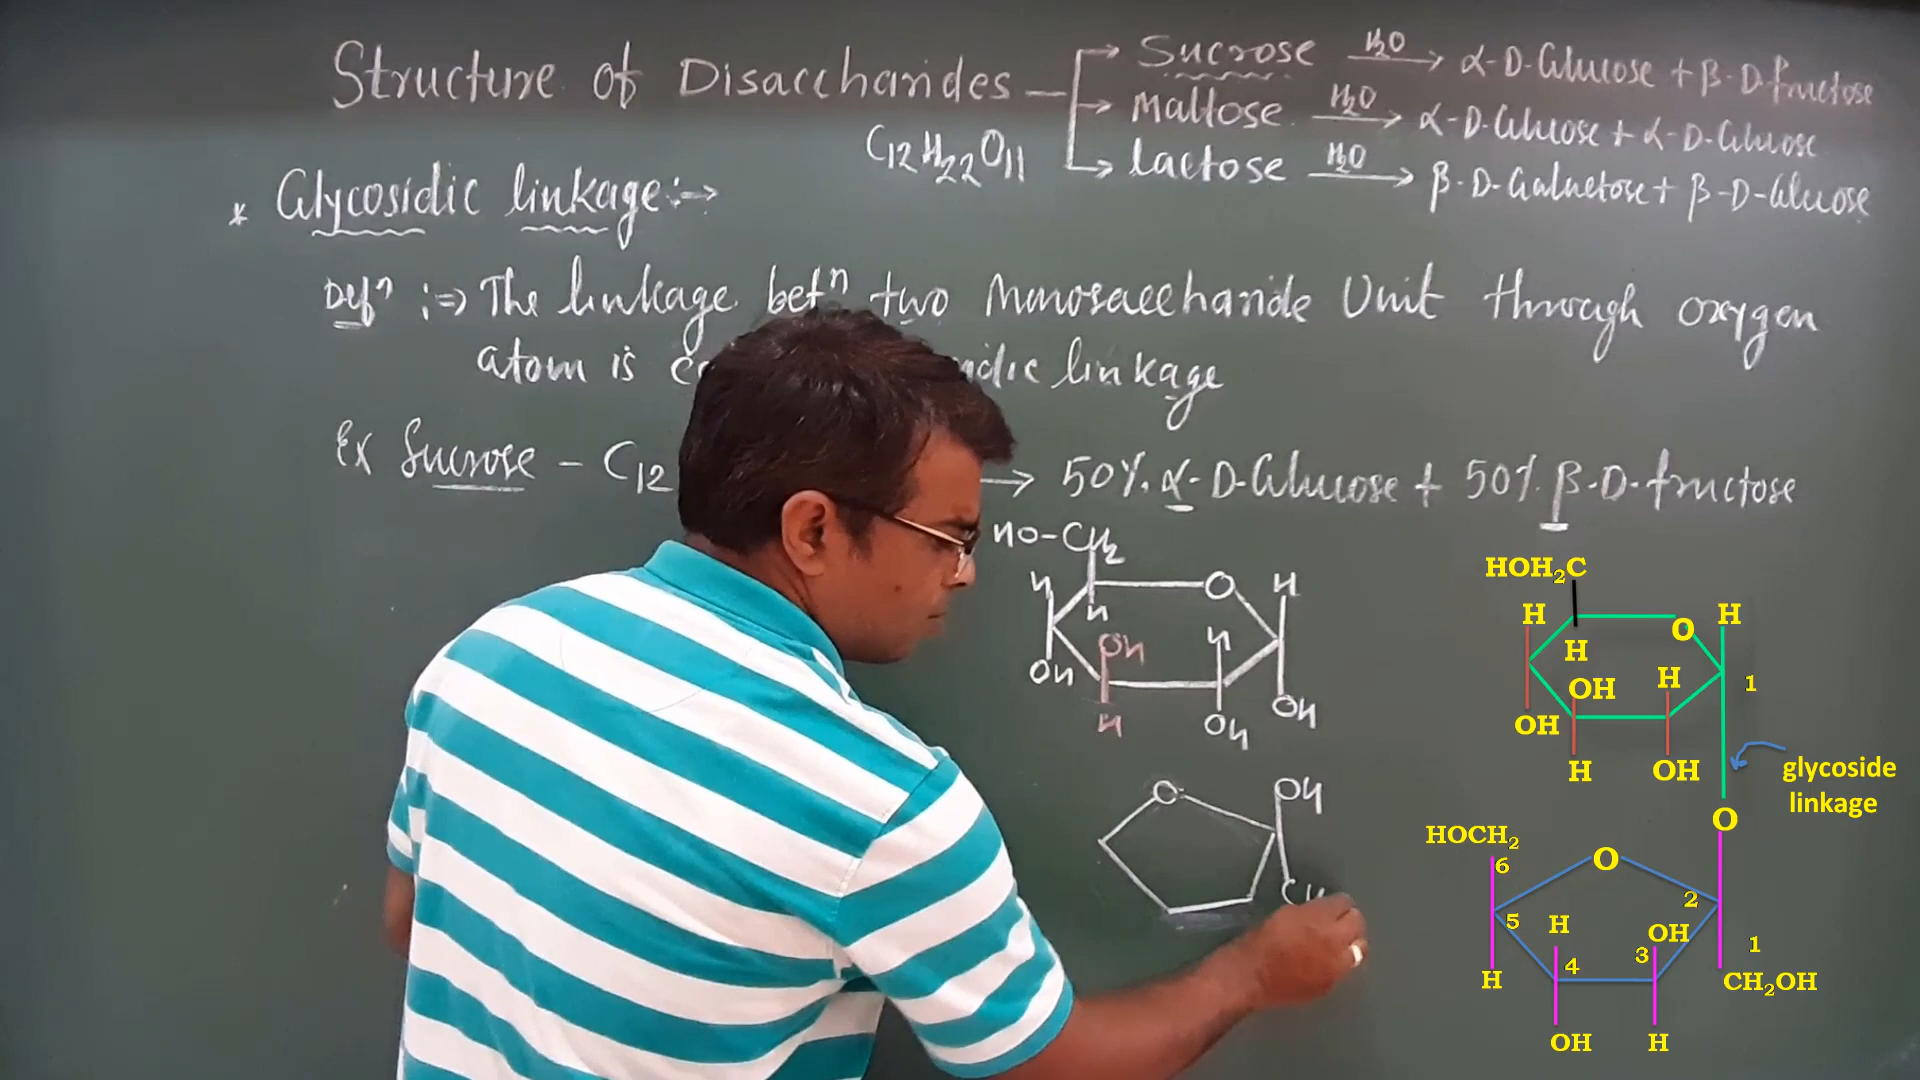 Structure of Disaccharides
Sucrose H2O → α-D-Glucose + β-D-fructose
Maltose H2O → α-D-Glucose + α-D-Glucose
lactose H2O → β-D-Galactose + β-D-Glucose
C12H22O11
* Glycosidic linkage :→
Defn :⇒ The linkage betn two Monosaccharide Unit through oxygen
atom is linkage
Ex Sucrose - C12 → 50% α-D-Glucose + 50% β-D-fructose
HO-CH2
H O H
H
OH H
OH
H OH OH
O OH
HOH2C
H O H
H
OH H 1
OH
H OH
glycoside
linkage
O
HOCH2
6 O
2
5 H OH
4 3 1
H CH2OH
OH H